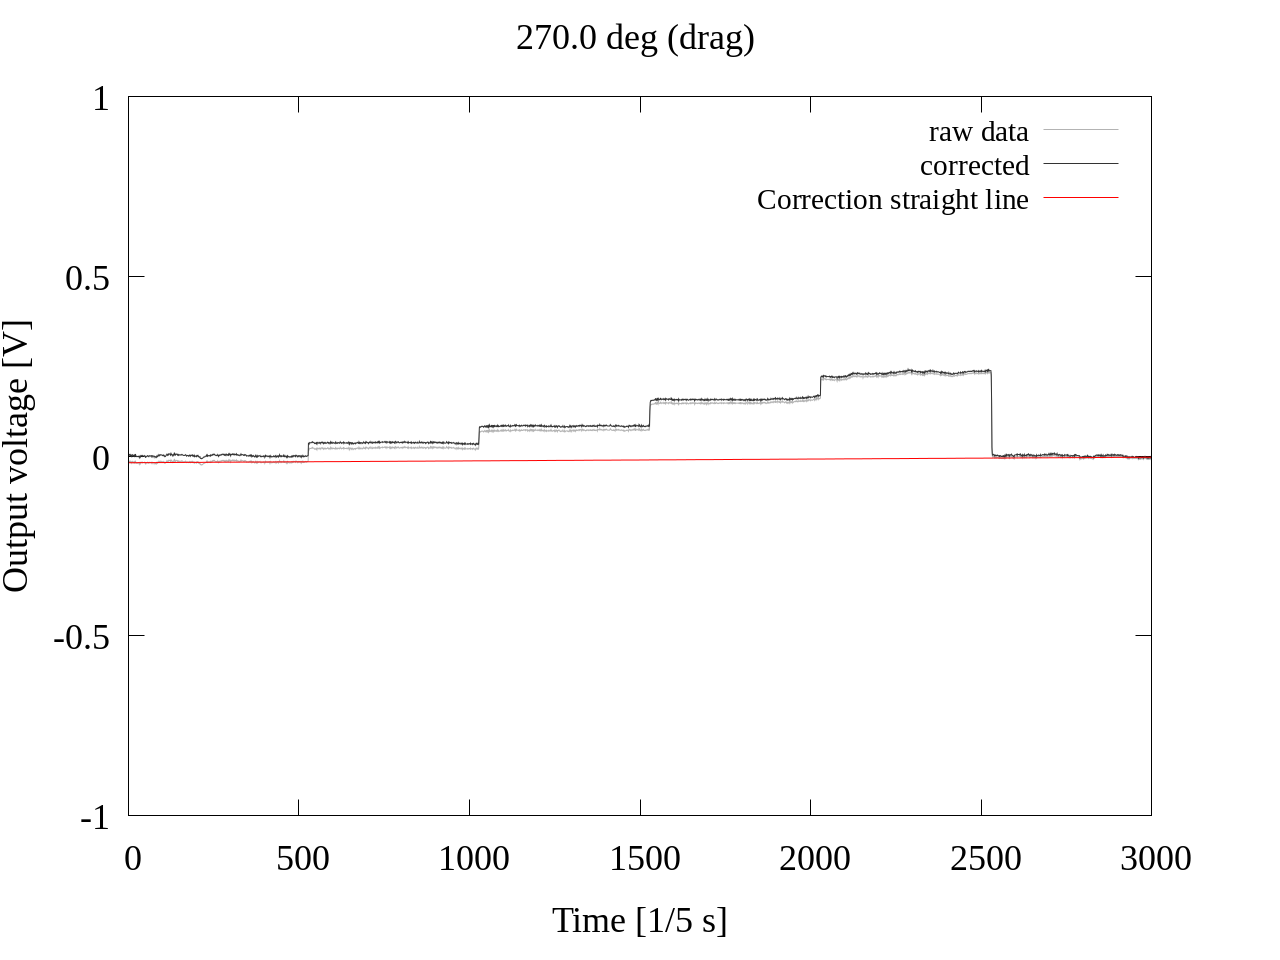 270.0 deg (drag)
1
0.5
0
-0.5
-1
Output voltage [V]
raw data
corrected
Correction straight line
0 500 1000 1500 2000 2500 3000
Time [1/5 s]